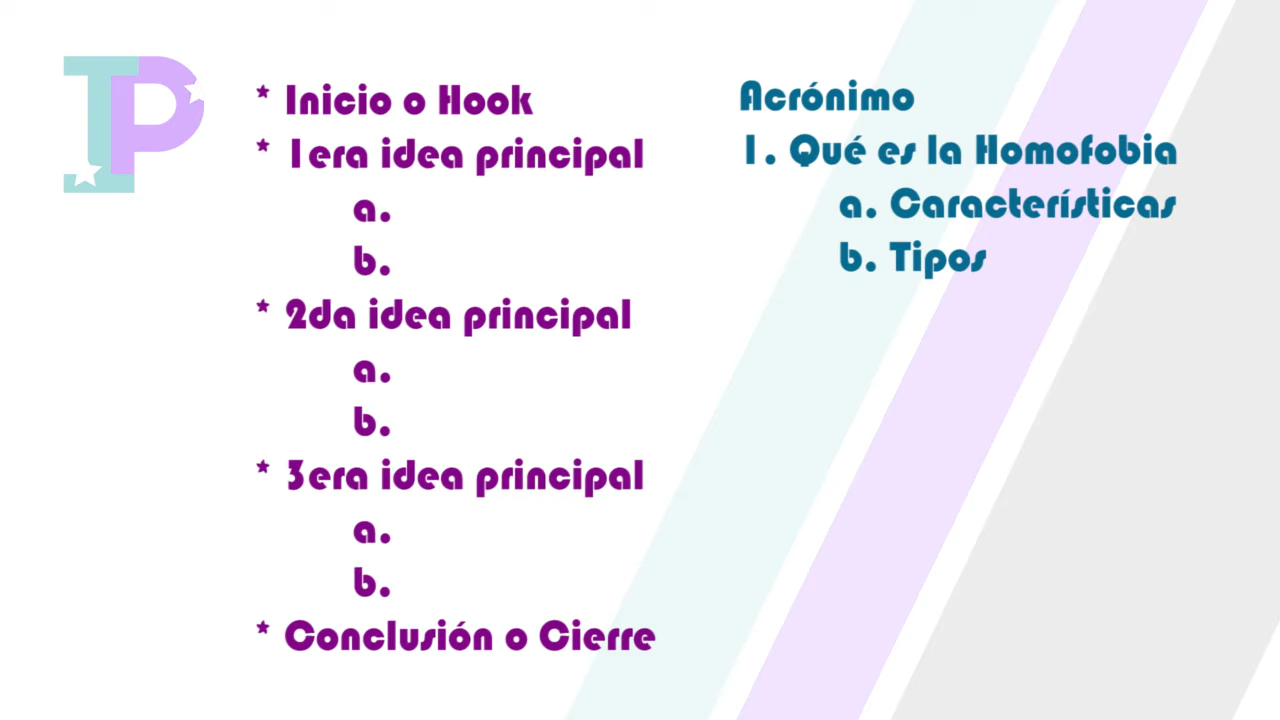 TP
* Inicio o Hook
* 1era idea principal
a.
b.
* 2da idea principal
a.
b.
* 3era idea principal
a.
b.
* Conclusión o Cierre
Acrónimo
1. Qué es la Homofobia
a. Características
b. Tipos